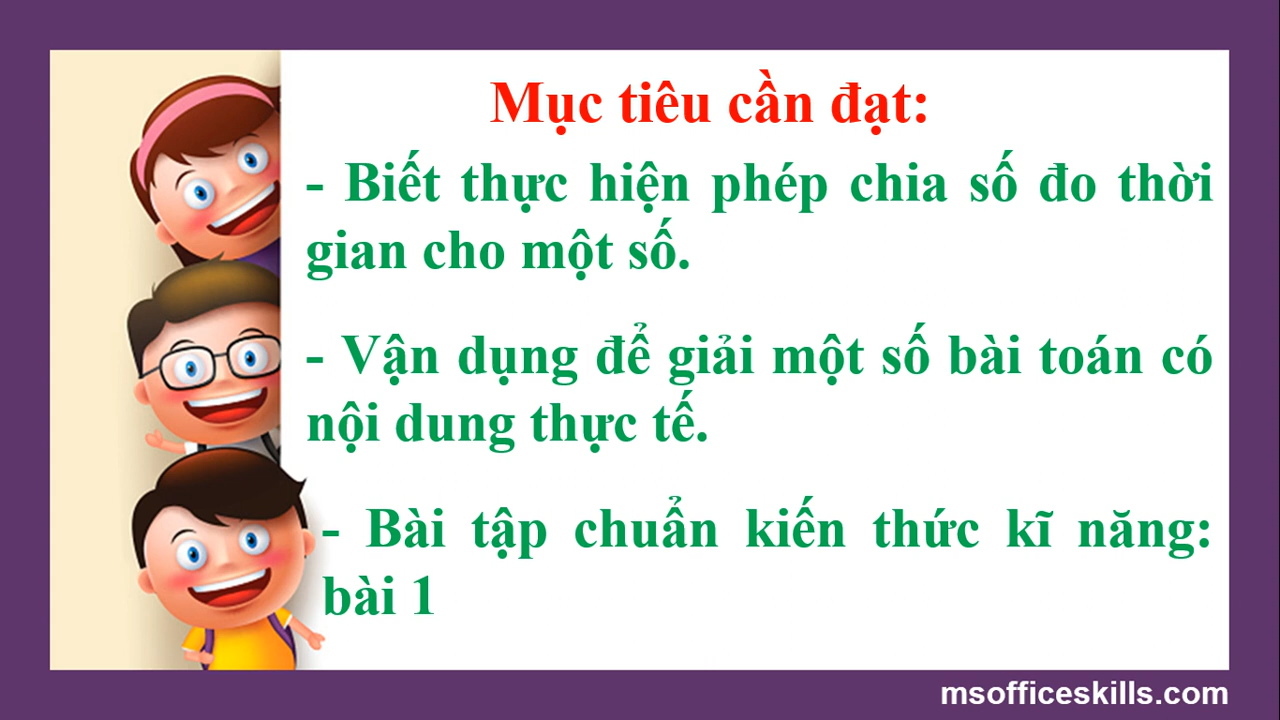 Mục tiêu cần đạt:
- Biết thực hiện phép chia số đo thời
gian cho một số.
- Vận dụng để giải một số bài toán có
nội dung thực tế.
- Bài tập chuẩn kiến thức kĩ năng:
bài 1
msofficeskills.com